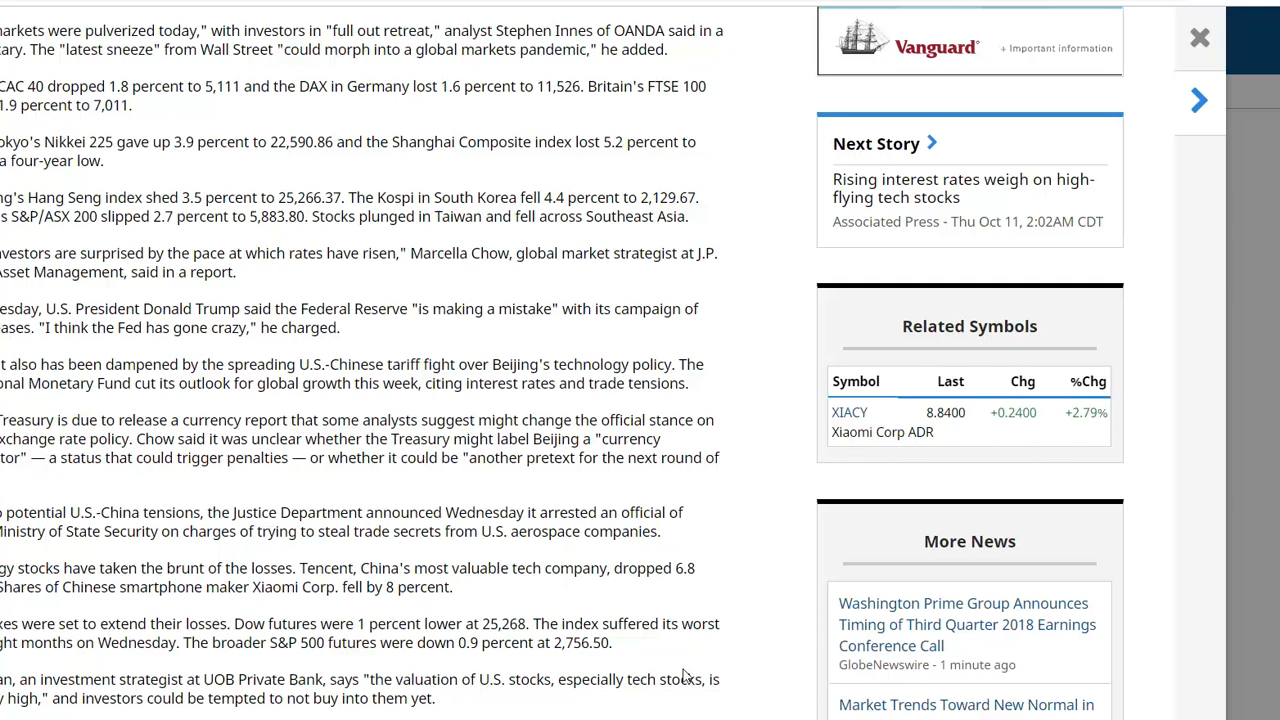 markets were pulverized today," with investors in "full out retreat," analyst Stephen Innes of OANDA said in a
tary. The "latest sneeze" from Wall Street "could morph into a global markets pandemic," he added.
CAC 40 dropped 1.8 percent to 5,111 and the DAX in Germany lost 1.6 percent to 11,526. Britain's FTSE 100
1.9 percent to 7,011.
okyo's Nikkei 225 gave up 3.9 percent to 22,590.86 and the Shanghai Composite index lost 5.2 percent to
a four-year low.
ng's Hang Seng index shed 3.5 percent to 25,266.37. The Kospi in South Korea fell 4.4 percent to 2,129.67.
s S&P/ASX 200 slipped 2.7 percent to 5,883.80. Stocks plunged in Taiwan and fell across Southeast Asia.
nvestors are surprised by the pace at which rates have risen," Marcella Chow, global market strategist at J.P.
Asset Management, said in a report.
esday, U.S. President Donald Trump said the Federal Reserve "is making a mistake" with its campaign of
eases. "I think the Fed has gone crazy," he charged.
t also has been dampened by the spreading U.S.-Chinese tariff fight over Beijing's technology policy. The
onal Monetary Fund cut its outlook for global growth this week, citing interest rates and trade tensions.
Treasury is due to release a currency report that some analysts suggest might change the official stance on
xchange rate policy. Chow said it was unclear whether the Treasury might label Beijing a "currency
tor" — a status that could trigger penalties — or whether it could be "another pretext for the next round of
o potential U.S.-China tensions, the Justice Department announced Wednesday it arrested an official of
Ministry of State Security on charges of trying to steal trade secrets from U.S. aerospace companies.
gy stocks have taken the brunt of the losses. Tencent, China's most valuable tech company, dropped 6.8
Shares of Chinese smartphone maker Xiaomi Corp. fell by 8 percent.
xes were set to extend their losses. Dow futures were 1 percent lower at 25,268. The index suffered its worst
ght months on Wednesday. The broader S&P 500 futures were down 0.9 percent at 2,756.50.
an, an investment strategist at UOB Private Bank, says "the valuation of U.S. stocks, especially tech stocks, is
y high," and investors could be tempted to not buy into them yet.
Vanguard + Important information
Next Story
Rising interest rates weigh on high-
flying tech stocks
Associated Press - Thu Oct 11, 2:02AM CDT
Related Symbols
Symbol Last Chg %Chg
XIACY 8.8400 +0.2400 +2.79%
Xiaomi Corp ADR
More News
Washington Prime Group Announces
Timing of Third Quarter 2018 Earnings
Conference Call
GlobeNewswire - 1 minute ago
Market Trends Toward New Normal in